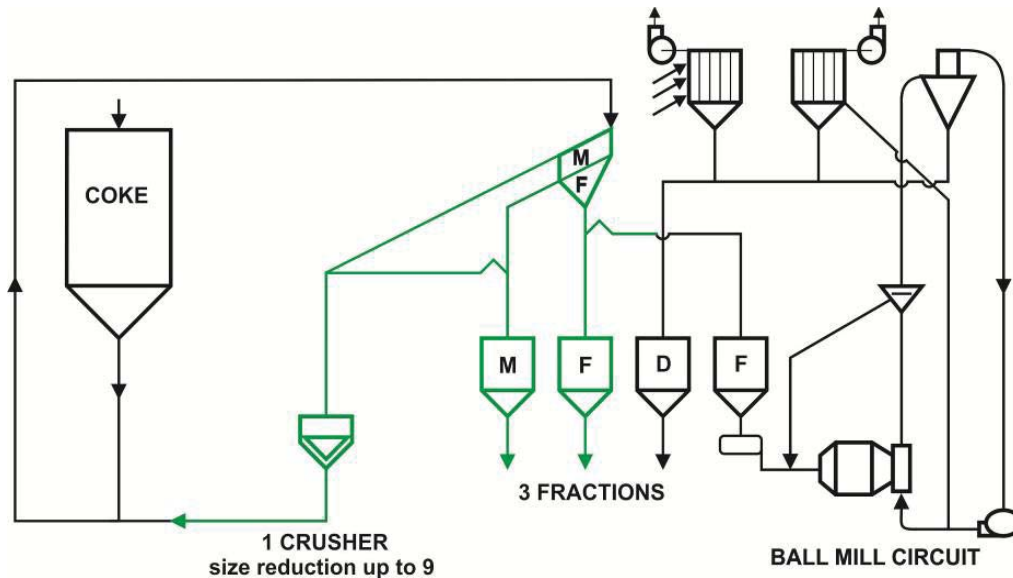 COKE
M
F
M
F
D
F
3 FRACTIONS
1 CRUSHER
size reduction up to 9
BALL MILL CIRCUIT